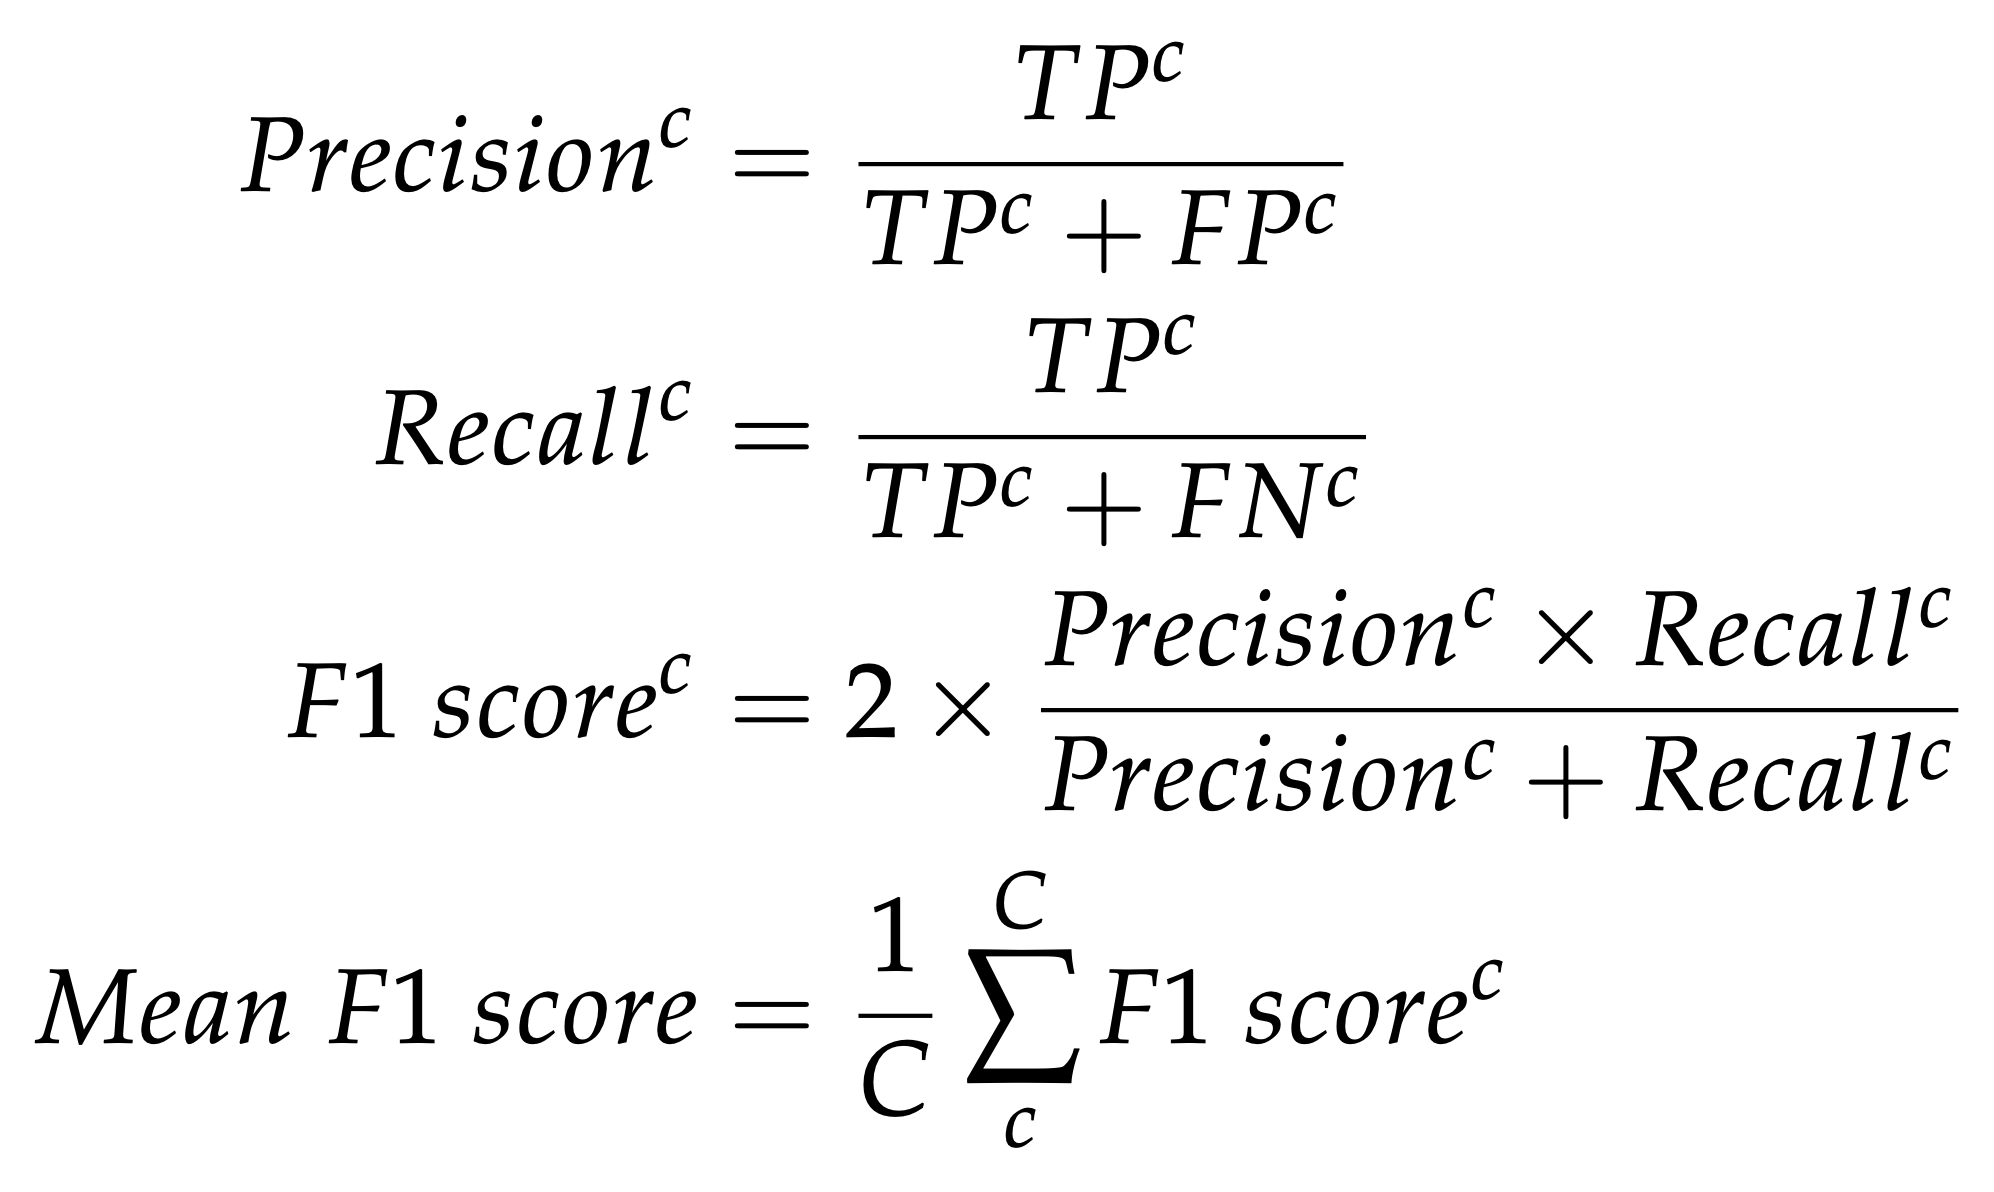 Precision^c = TP^c / (TP^c + FP^c)
Recall^c = TP^c / (TP^c + FN^c)
F1 score^c = 2 × (Precision^c × Recall^c) / (Precision^c + Recall^c)
Mean F1 score = 1/C ∑_c^C F1 score^c